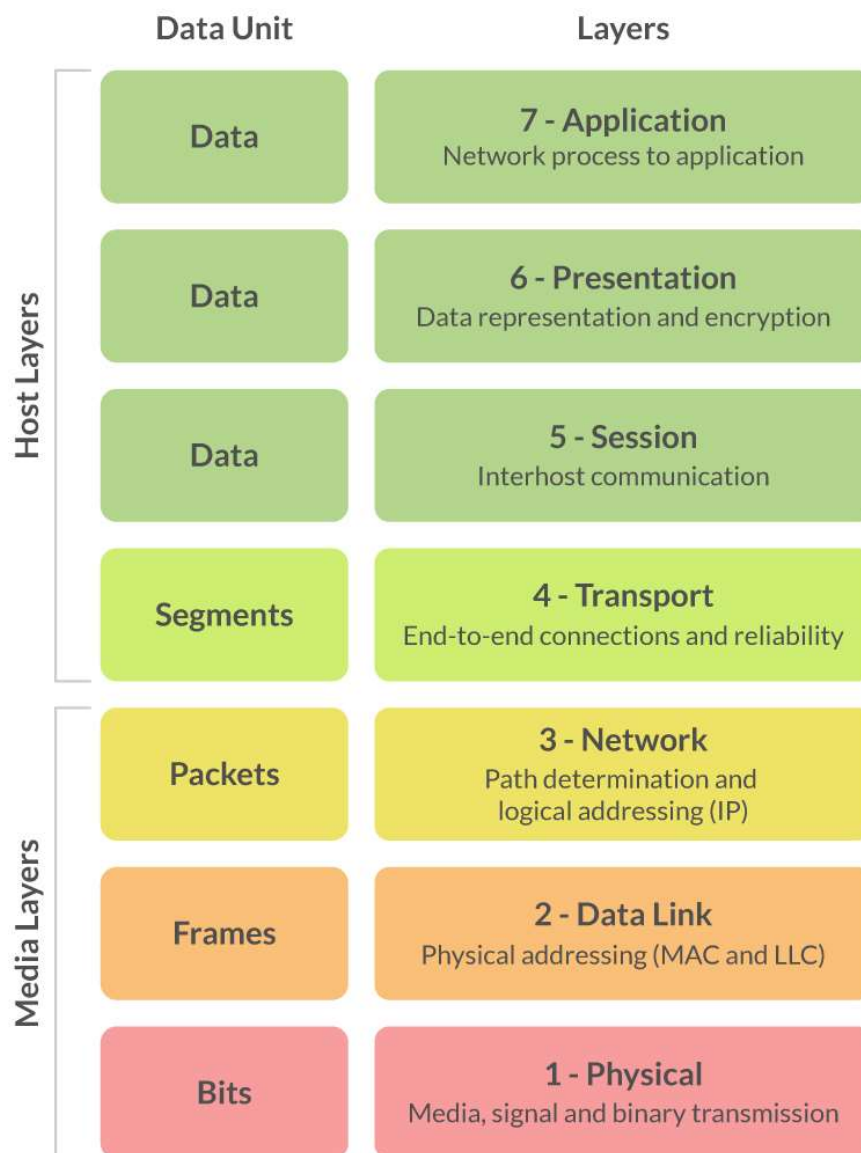 Data Unit
Layers
Host Layers
Data
7 - Application
Network process to application
Data
6 - Presentation
Data representation and encryption
Data
5 - Session
Interhost communication
Segments
4 - Transport
End-to-end connections and reliability
Media Layers
Packets
3 - Network
Path determination and
logical addressing (IP)
Frames
2 - Data Link
Physical addressing (MAC and LLC)
Bits
1 - Physical
Media, signal and binary transmission